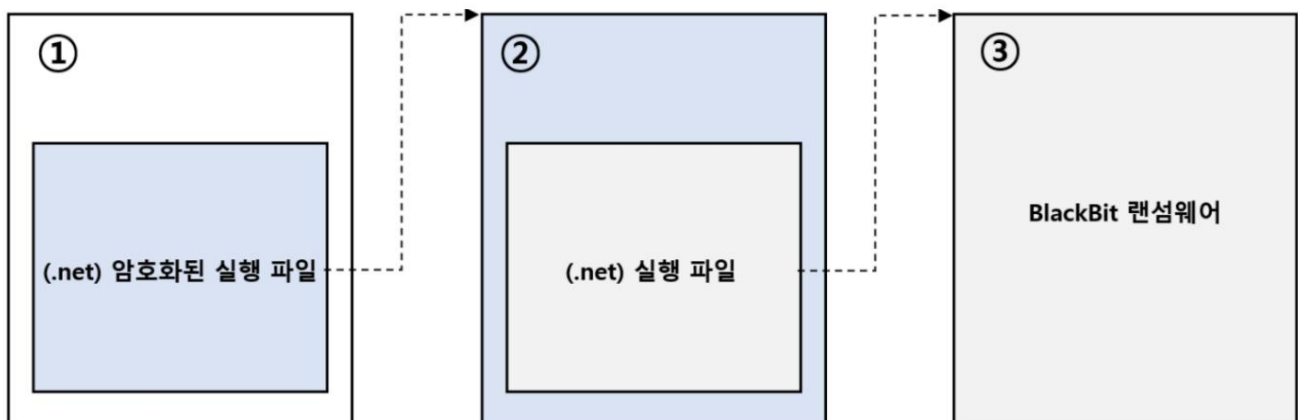 ①
(.net) 암호화된 실행 파일
②
(.net) 실행 파일
③
BlackBit 랜섬웨어